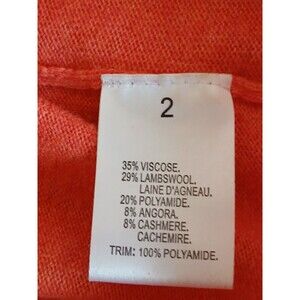 2
35% VISCOSE.
29% LAMBSWOOL.
LAINE D'AGNEAU.
20% POLYAMIDE.
8% ANGORA.
8% CASHMERE.
CACHEMIRE.
TRIM: 100% POLYAMIDE.